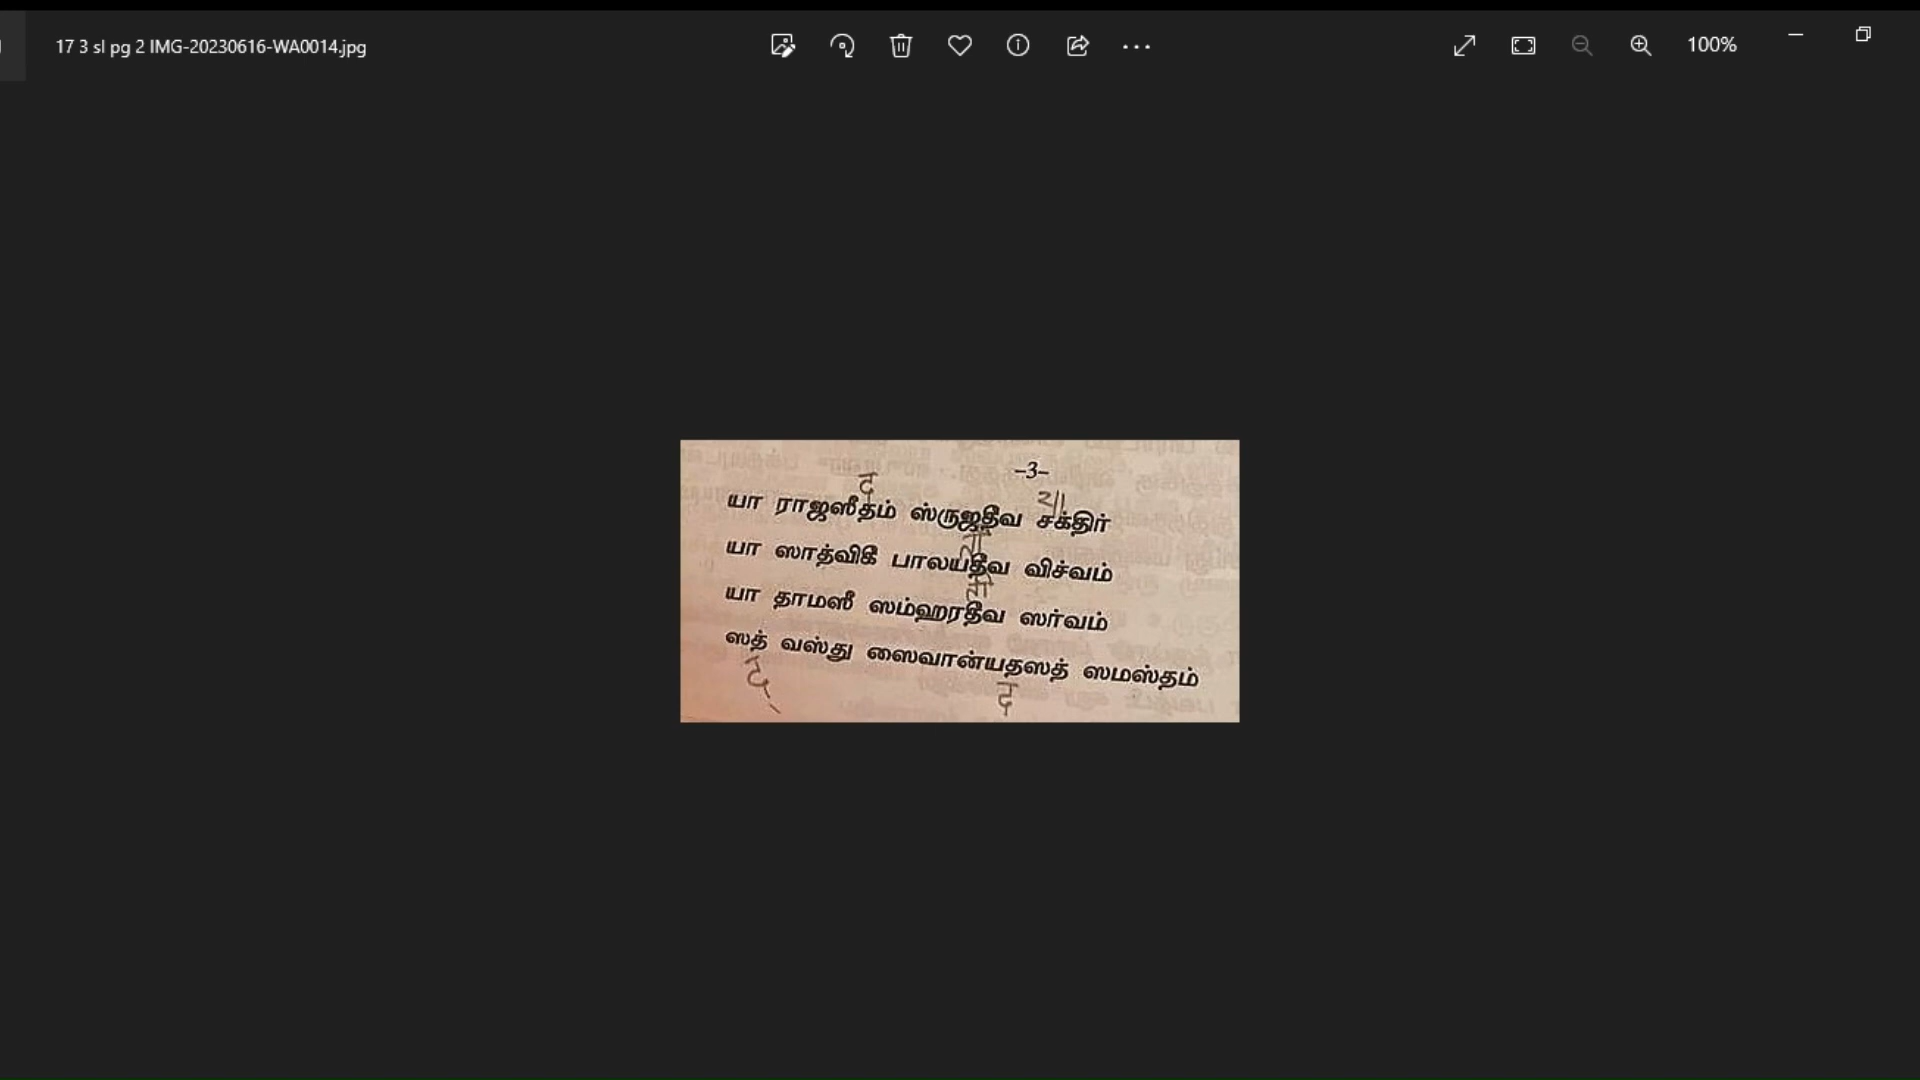 17 3 sl pg 2 IMG-20230616-WA0014.jpg
100%
–3–
द
யா ராஜஸீதம் ஸ்ருஜதீவ சக்திர்
யா ஸாத்விகீ பாலயதீவ விச்வம்
யா தாமஸீ ஸம்ஹரதீவ ஸர்வம்
ஸத் வஸ்து ஸைவான்யதஸத் ஸமஸ்தம்
द